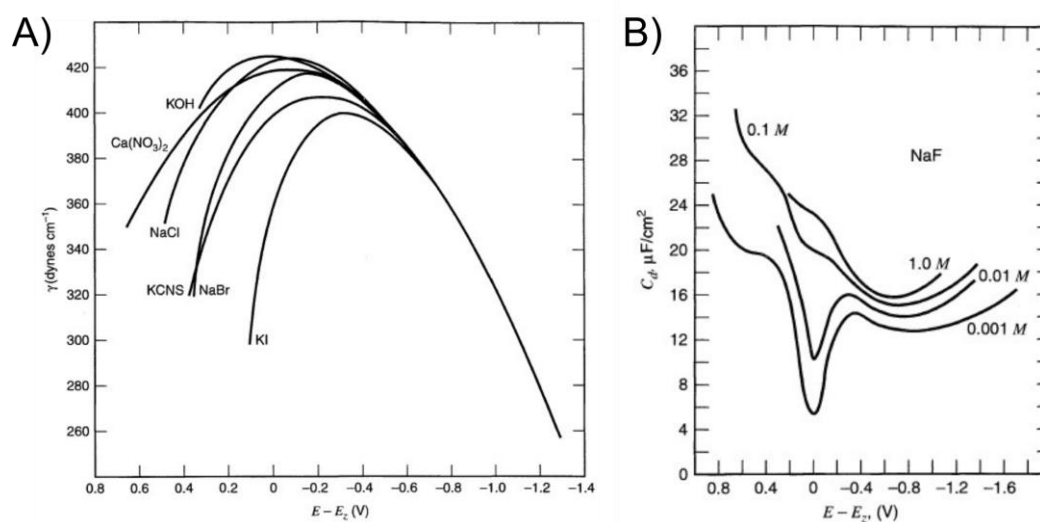 A)
γ(dynes cm⁻¹)
420
400
380
360
340
320
300
280
260
KOH
Ca(NO₃)₂
NaCl
KCNS
NaBr
KI
0.8 0.6 0.4 0.2 0 −0.2 −0.4 −0.6 −0.8 −1.0 −1.2 −1.4
E − E_z (V)
B)
C_d, μF/cm²
36
32
28
24
20
16
12
8
4
0
0.1 M
NaF
1.0 M
0.01 M
0.001 M
0.8 0.4 0 −0.4 −0.8 −1.2 −1.6
E − E_z, (V)